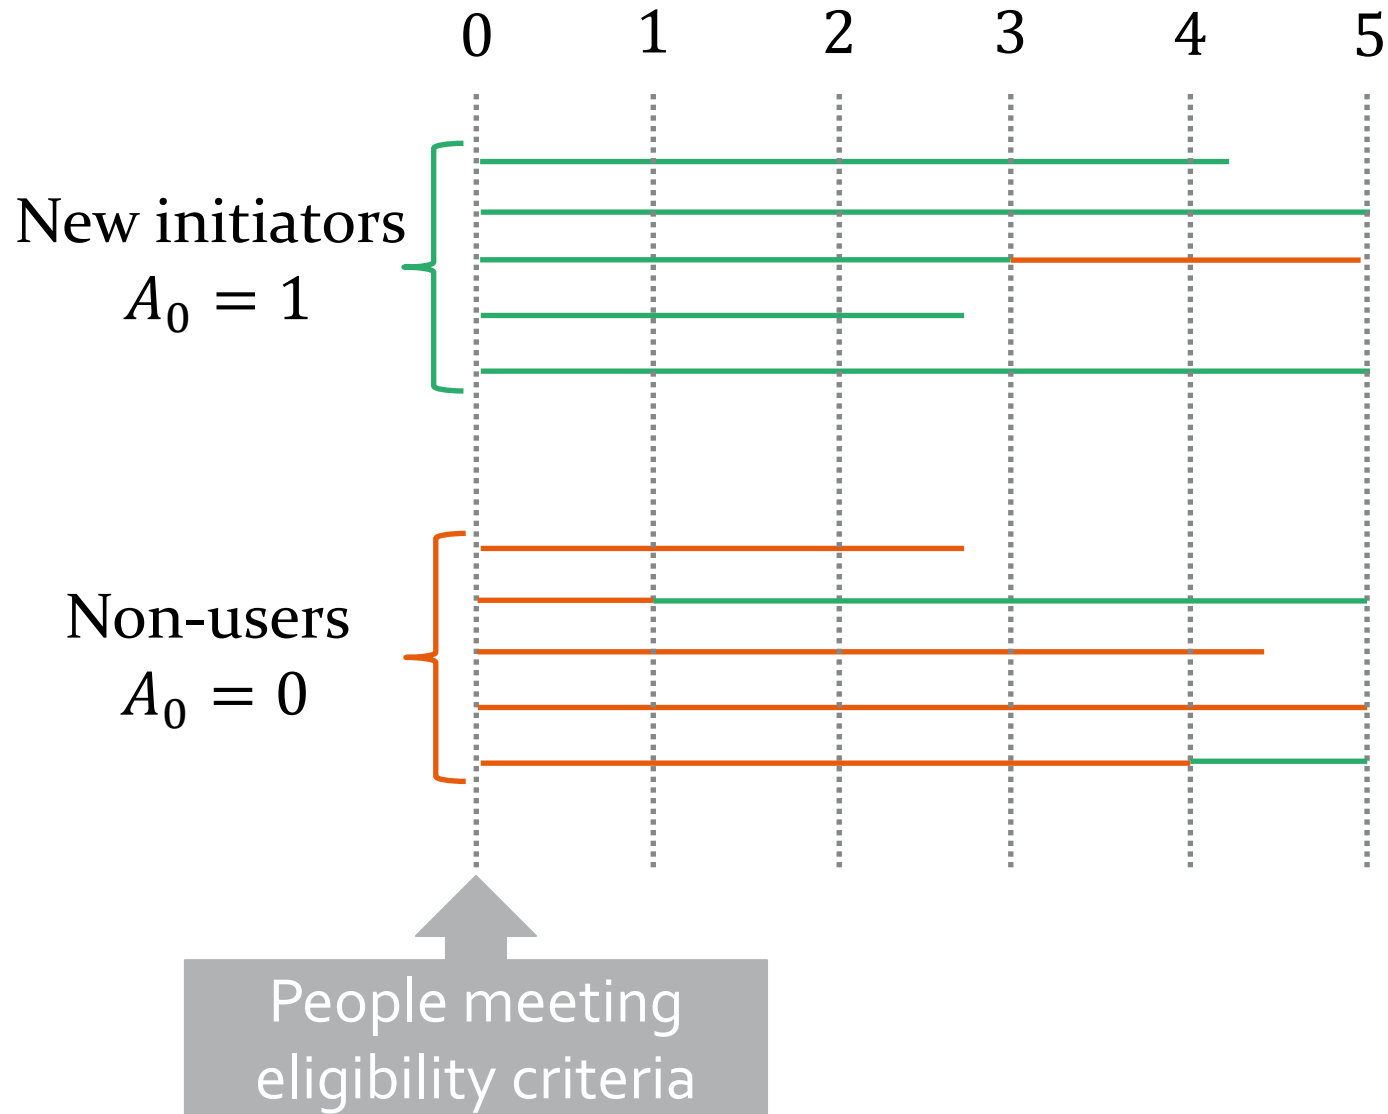 0 1 2 3 4 5
New initiators
A₀ = 1
Non-users
A₀ = 0
People meeting
eligibility criteria